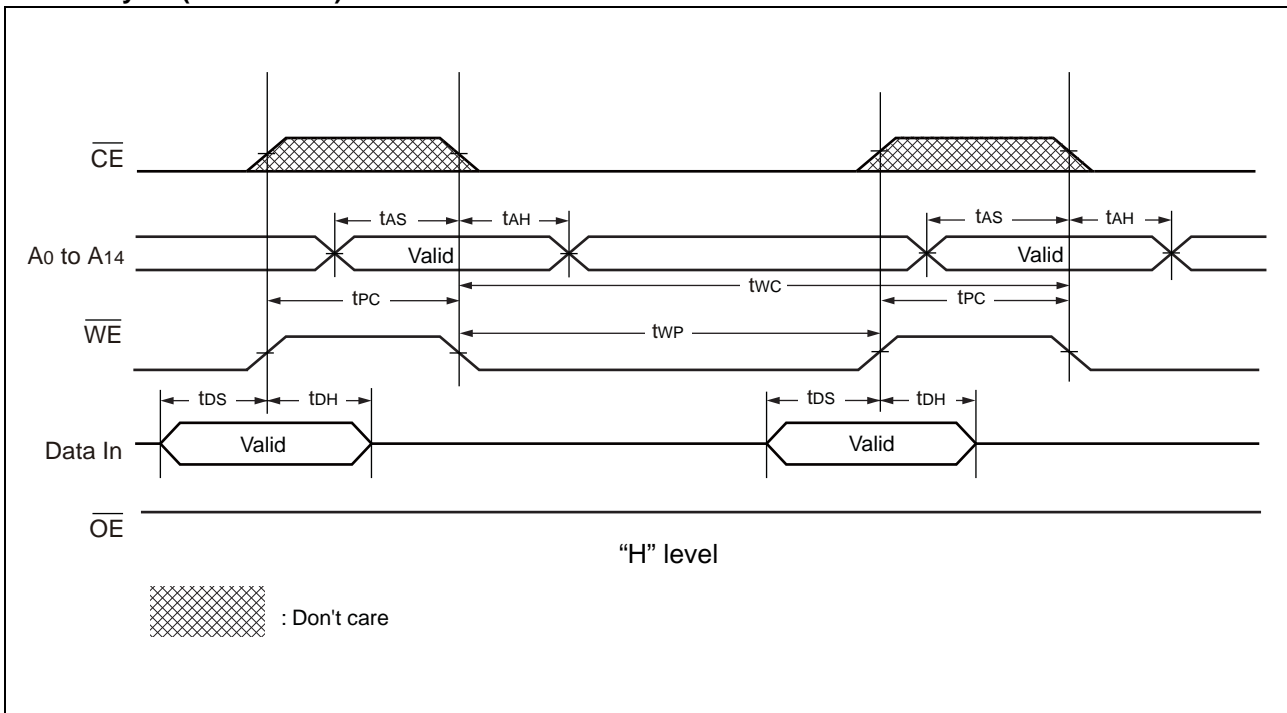 CE
tAS tAH tAS tAH
A0 to A14 Valid Valid
tWC
tPC tPC
WE tWP
tDS tDH tDS tDH
Data In Valid Valid
OE
“H” level
: Don't care